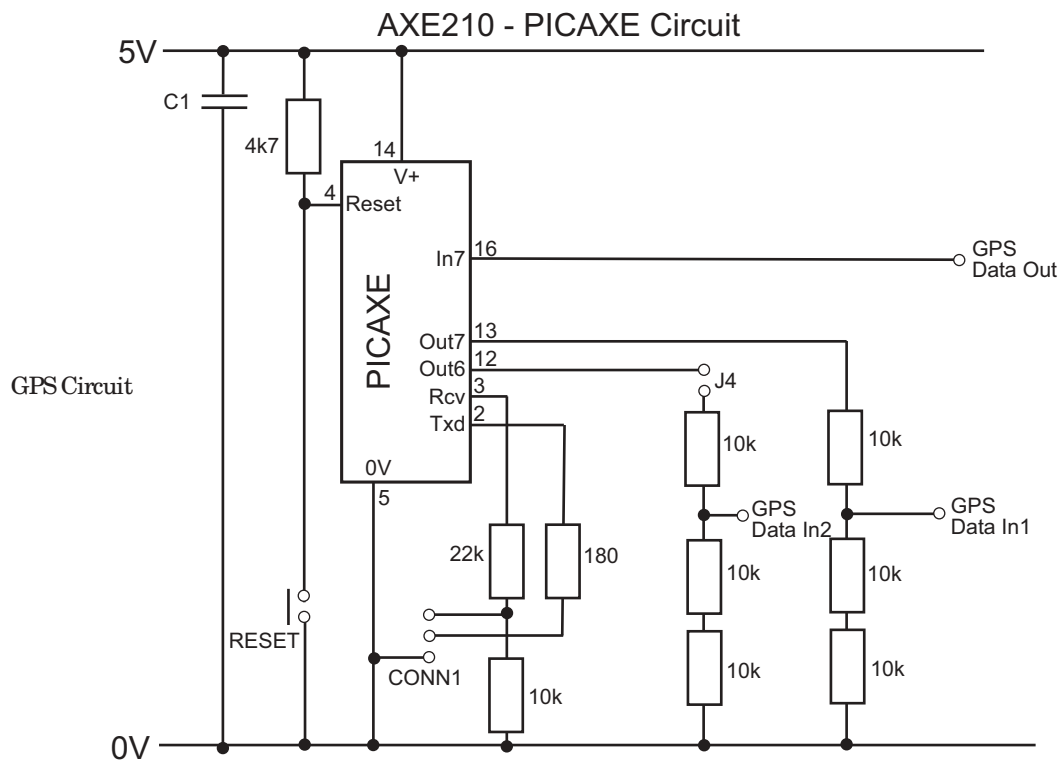 AXE210 - PICAXE Circuit
5V
C1
4k7
14
V+
4
Reset
In7
16
GPS
Data Out
PICAXE
Out7
13
Out6
12
J4
Rcv
3
Txd
2
GPS Circuit
10k
10k
0V
5
GPS
Data In2
GPS
Data In1
22k
180
10k
10k
RESET
CONN1
10k
10k
10k
0V